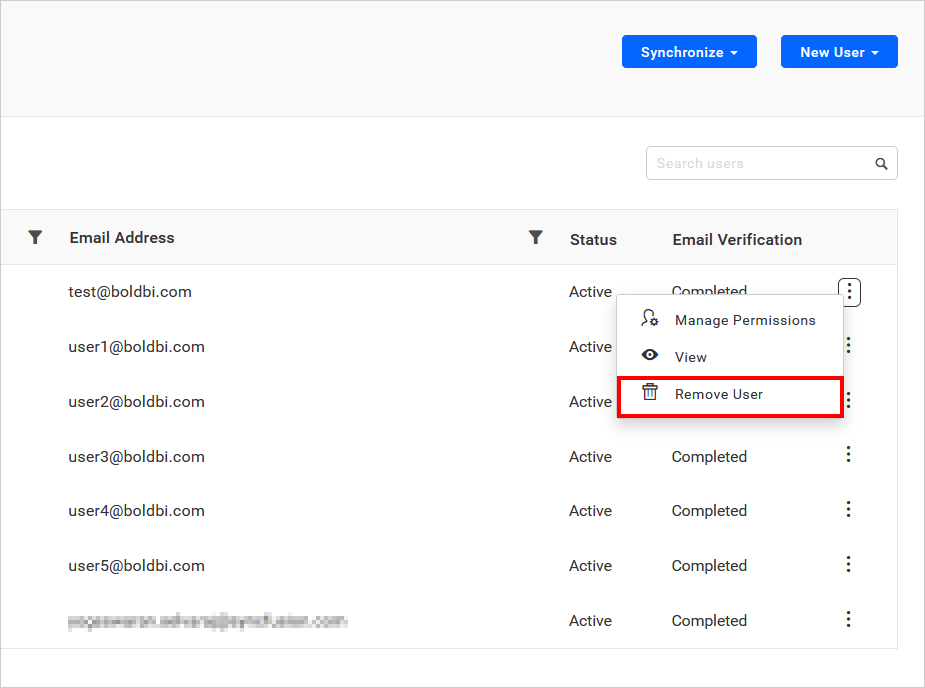 Synchronize New User
Search users
Email Address Status Email Verification
test@boldbi.com Active Completed
Manage Permissions
user1@boldbi.com Active
View
Remove User
user2@boldbi.com Active
user3@boldbi.com Active Completed
user4@boldbi.com Active Completed
user5@boldbi.com Active Completed
Active Completed